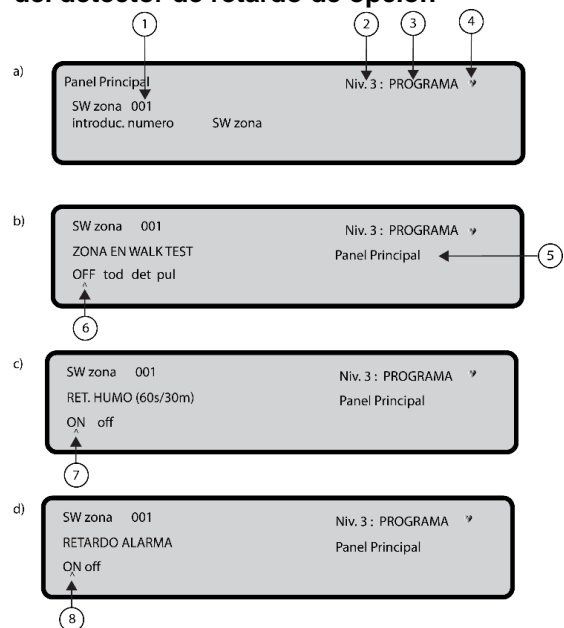 del detector de retardo de opción
1 2 3 4
a)
Panel Principal Niv. 3 : PROGRAMA
SW zona 001
introduc. numero SW zona
b)
SW zona 001 Niv. 3 : PROGRAMA
ZONA EN WALK TEST Panel Principal 5
OFF tod det pul
^
6
c)
SW zona 001 Niv. 3 : PROGRAMA
RET. HUMO (60s/30m) Panel Principal
ON off
^
7
d)
SW zona 001 Niv. 3 : PROGRAMA
RETARDO ALARMA Panel Principal
ON off
^
8